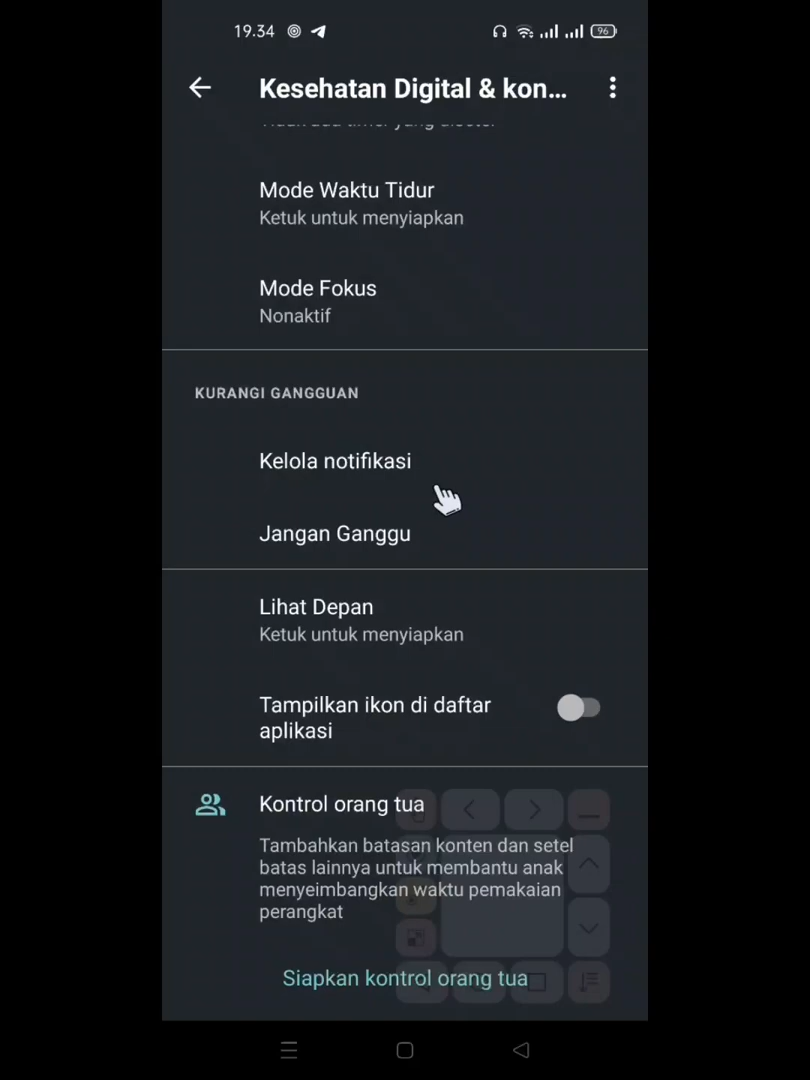 19.34
96
Kesehatan Digital & kon...
Mode Waktu Tidur
Ketuk untuk menyiapkan
Mode Fokus
Nonaktif
KURANGI GANGGUAN
Kelola notifikasi
Jangan Ganggu
Lihat Depan
Ketuk untuk menyiapkan
Tampilkan ikon di daftar
aplikasi
Kontrol orang tua
Tambahkan batasan konten dan setel
batas lainnya untuk membantu anak
menyeimbangkan waktu pemakaian
perangkat
Siapkan kontrol orang tua